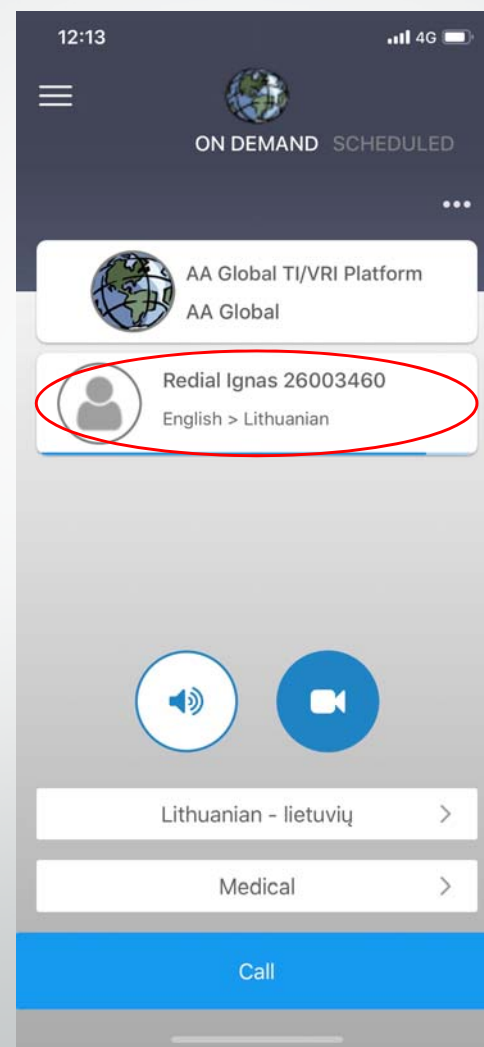 12:13
4G
ON DEMAND SCHEDULED
AA Global TI/VRI Platform
AA Global
Redial Ignas 26003460
English > Lithuanian
Lithuanian - lietuvių
Medical
Call